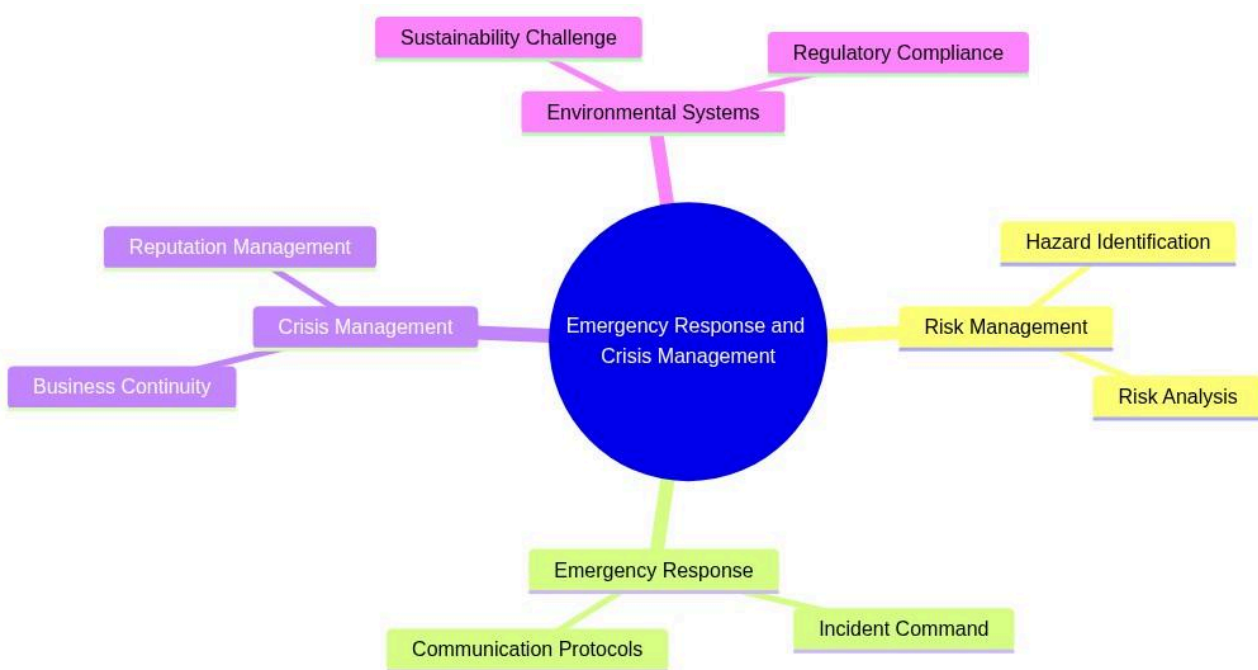 Sustainability Challenge
Regulatory Compliance
Environmental Systems
Reputation Management
Hazard Identification
Crisis Management
Emergency Response and
Crisis Management
Risk Management
Business Continuity
Risk Analysis
Emergency Response
Communication Protocols
Incident Command